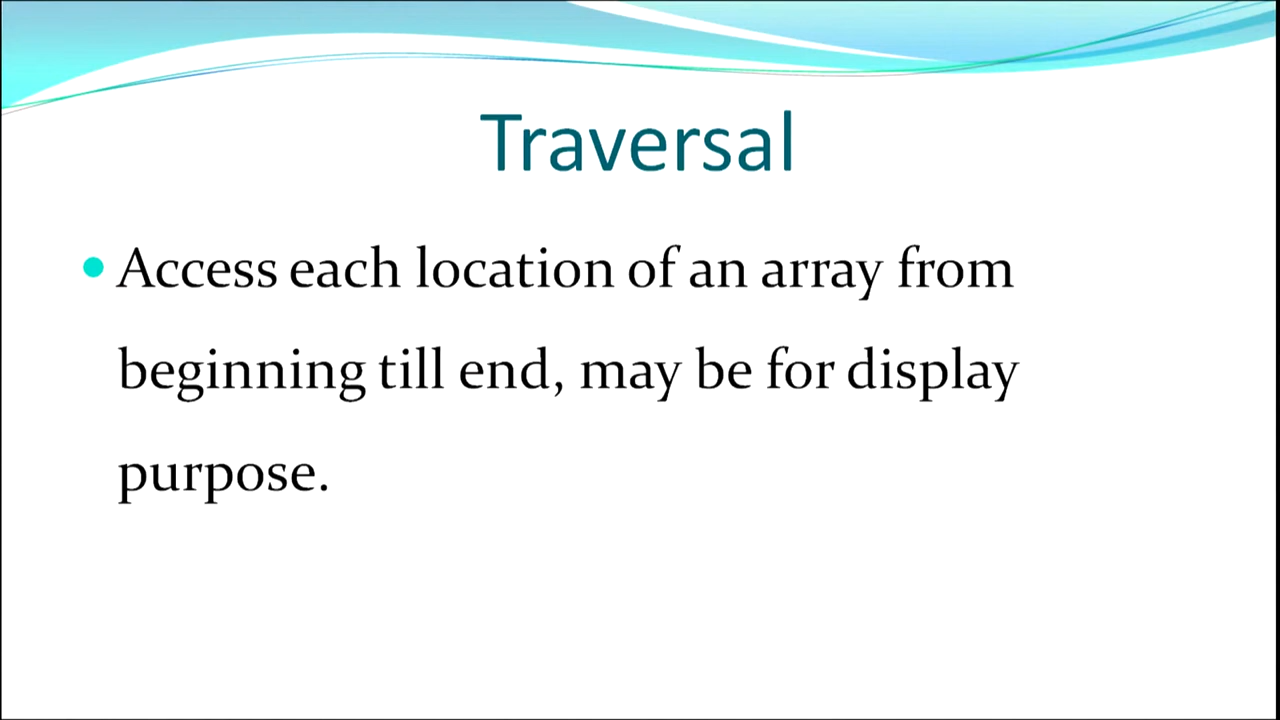 Traversal
Access each location of an array from
beginning till end, may be for display
purpose.